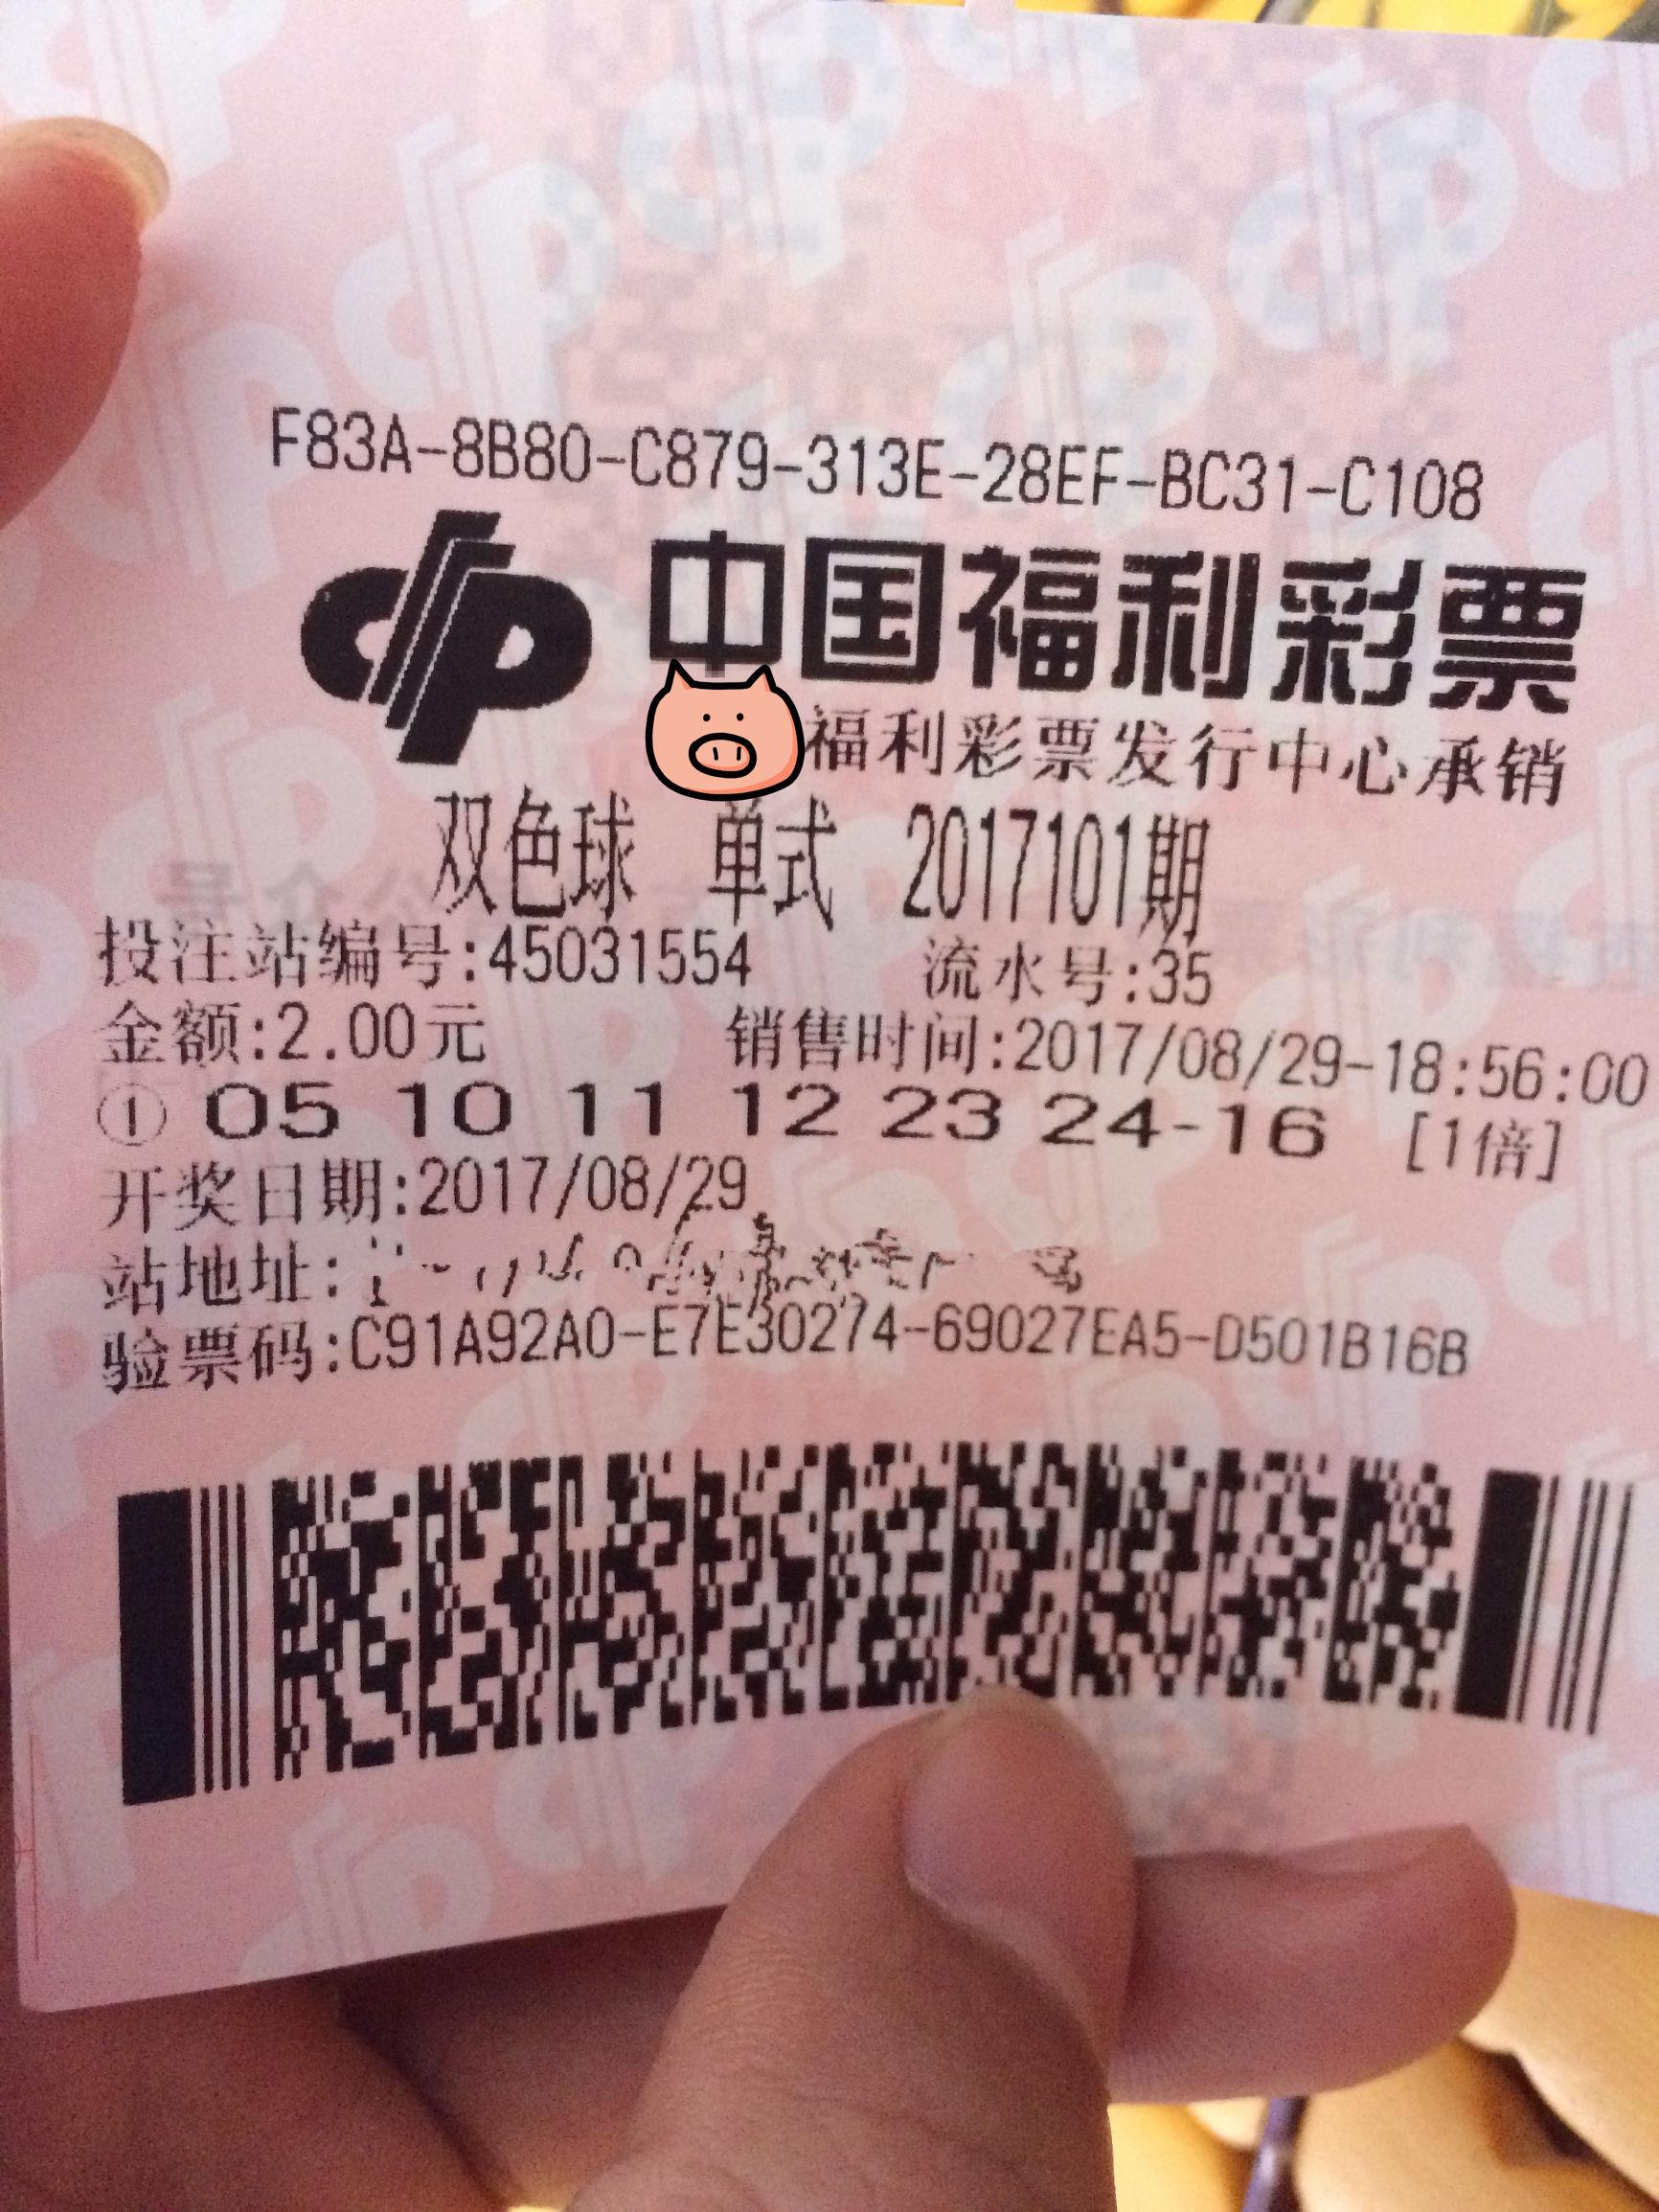 F83A-8B80-C879-313E-28EF-BC31-C108
中国福利彩票
福利彩票发行中心承销
双色球 单式 2017101期
投注站编号:45031554 流水号:35
金额:2.00元 销售时间:2017/08/29-18:56:00
① 05 10 11 12 23 24-16 [1倍]
开奖日期:2017/08/29
站地址:
验票码:C91A92A0-E7E30274-69027EA5-D501B16B